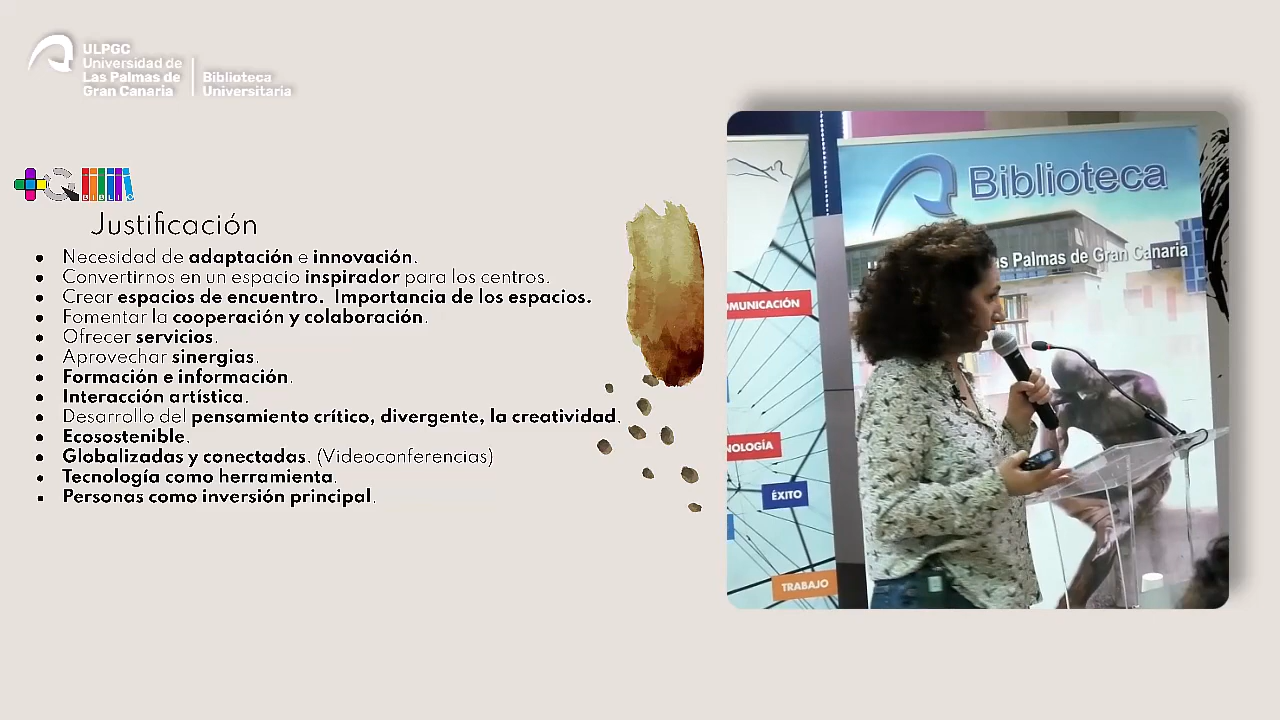 ULPGC
Universidad de
Las Palmas de
Gran Canaria
Biblioteca
Universitaria
BIBLI
Justificación
Necesidad de adaptación e innovación.
Convertirnos en un espacio inspirador para los centros.
Crear espacios de encuentro. Importancia de los espacios.
Fomentar la cooperación y colaboración.
Ofrecer servicios.
Aprovechar sinergias.
Formación e información.
Interacción artística.
Desarrollo del pensamiento crítico, divergente, la creatividad.
Ecosostenible.
Globalizadas y conectadas. (Videoconferencias)
Tecnología como herramienta.
Personas como inversión principal.
Biblioteca
Palmas de Gran Canaria
OMUNICACIÓN
NOLOGÍA
ÉXITO
TRABAJO